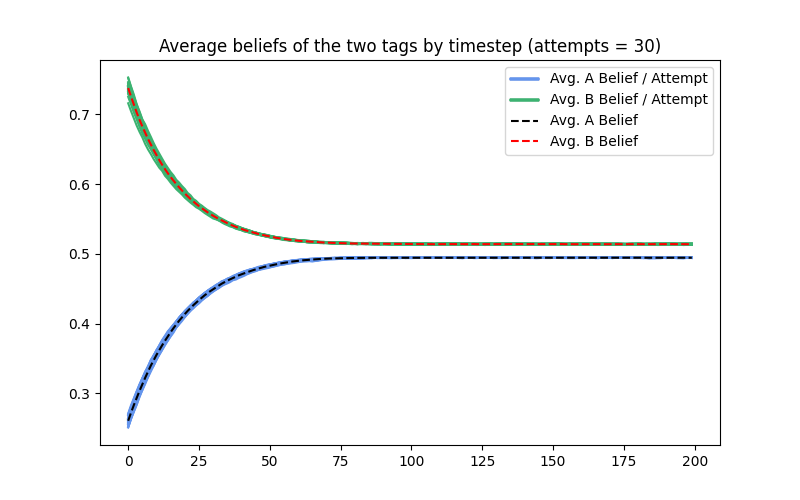 Average beliefs of the two tags by timestep (attempts = 30)
Avg. A Belief / Attempt
Avg. B Belief / Attempt
Avg. A Belief
Avg. B Belief
0.7
0.6
0.5
0.4
0.3
0 25 50 75 100 125 150 175 200